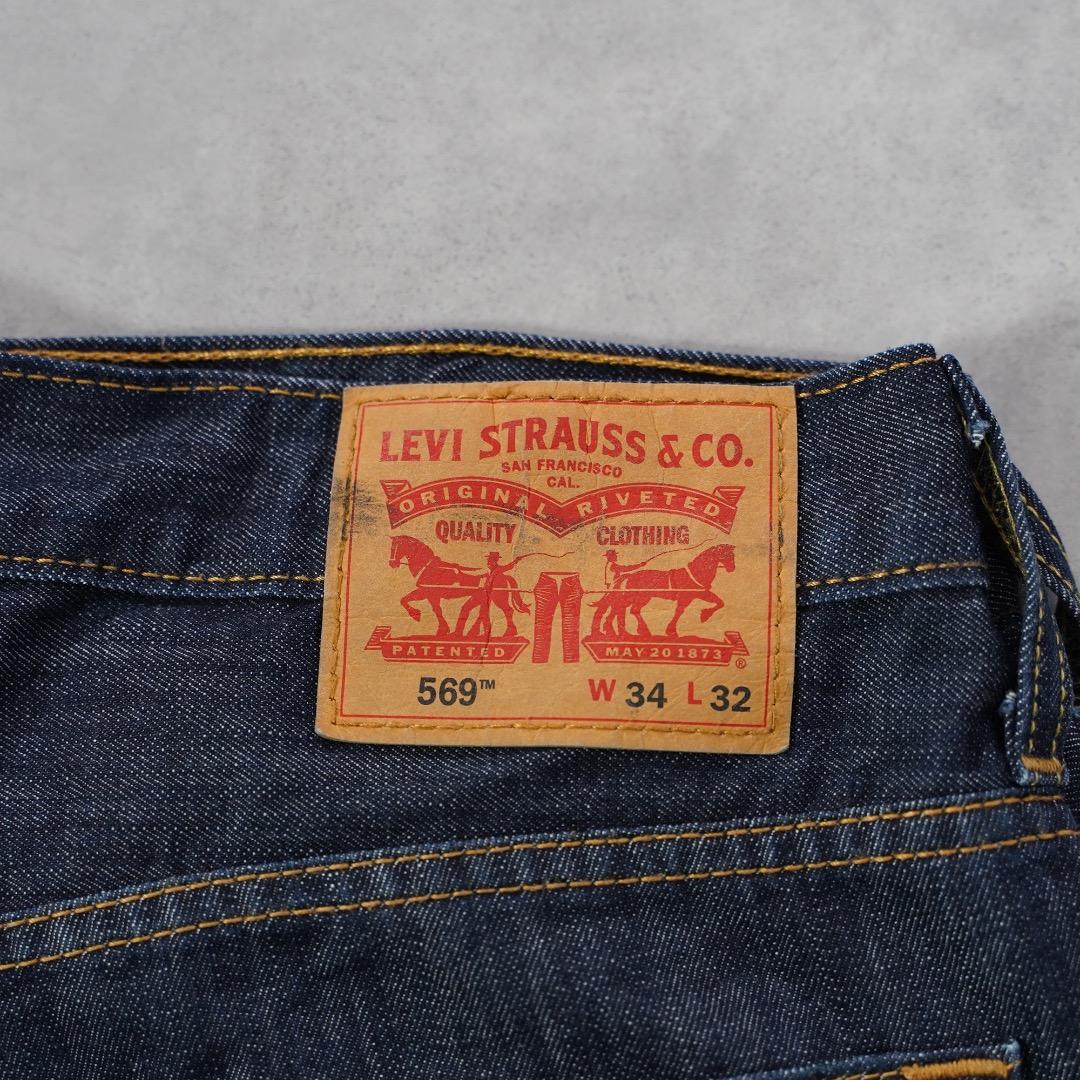 LEVI STRAUSS & CO.
SAN FRANCISCO
CAL.
ORIGINAL RIVETED
QUALITY CLOTHING
PATENTED MAY 20 1873 ®
569™ W 34 L 32